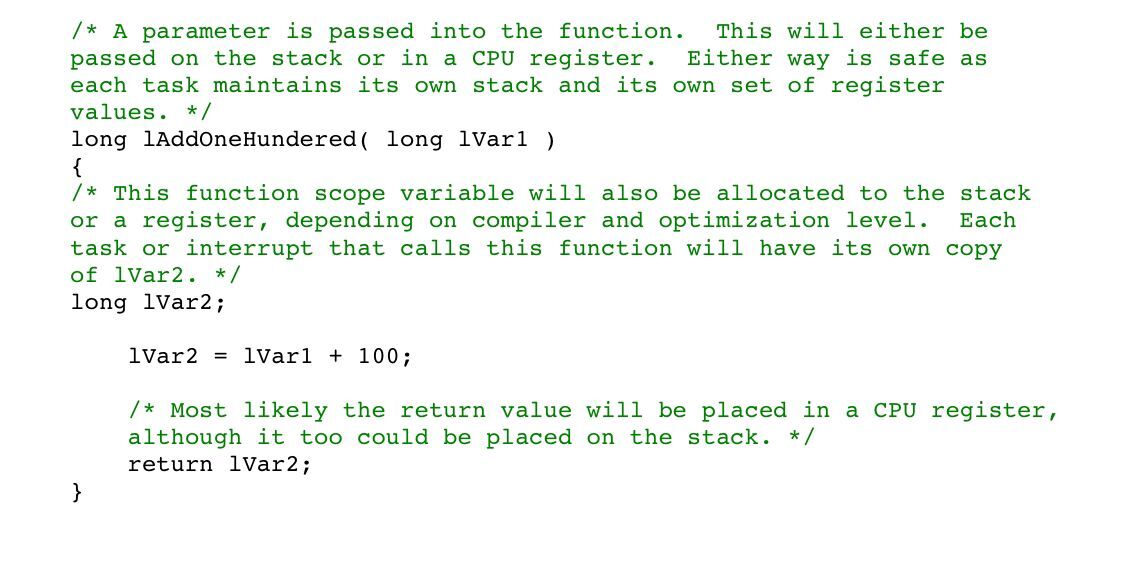 /* A parameter is passed into the function.  This will either be
passed on the stack or in a CPU register.  Either way is safe as
each task maintains its own stack and its own set of register
values. */
long lAddOneHundered( long lVar1 )
{
/* This function scope variable will also be allocated to the stack
or a register, depending on compiler and optimization level.  Each
task or interrupt that calls this function will have its own copy
of lVar2. */
long lVar2;
lVar2 = lVar1 + 100;
/* Most likely the return value will be placed in a CPU register,
although it too could be placed on the stack. */
return lVar2;
}